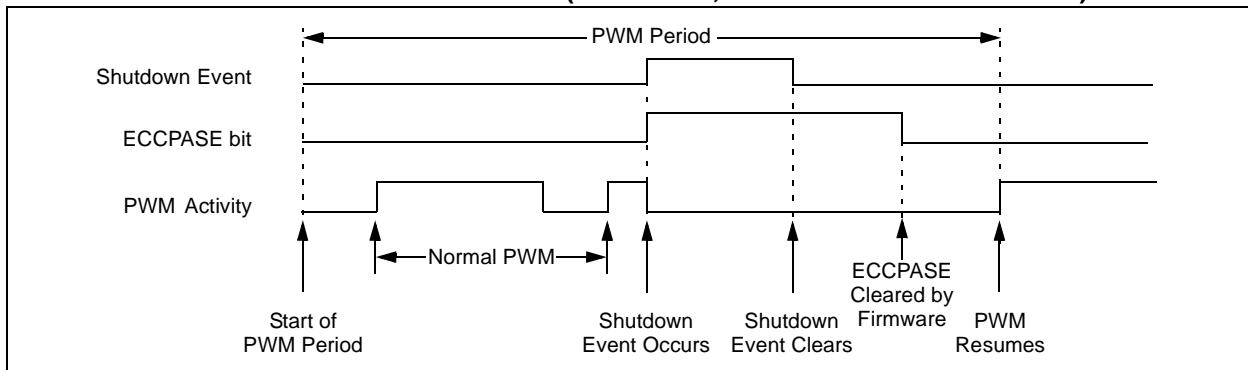 PWM Period
Shutdown Event
ECCPASE bit
PWM Activity
Normal PWM
Start of
PWM Period
Shutdown
Event Occurs
Shutdown
Event Clears
ECCPASE
Cleared by
Firmware
PWM
Resumes